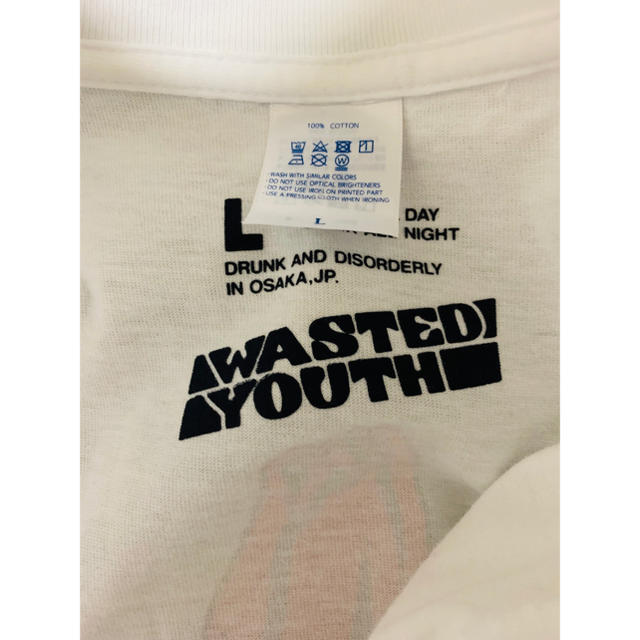 100% COTTON
· WASH WITH SIMILAR COLORS
· DO NOT USE OPTICAL BRIGHTENERS
· DO NOT USE IRON ON PRINTED PART
· USE A PRESSING CLOTH WHEN IRONING
L
L
DAY
ALL NIGHT
DRUNK AND DISORDERLY
IN OSAKA,JP.
WASTED
YOUTH